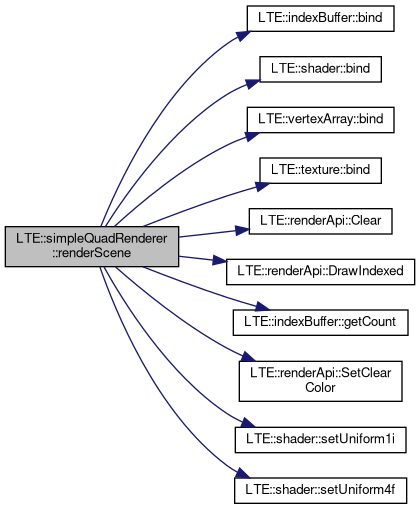 LTE::simpleQuadRenderer
::renderScene
LTE::indexBuffer::bind
LTE::shader::bind
LTE::vertexArray::bind
LTE::texture::bind
LTE::renderApi::Clear
LTE::renderApi::DrawIndexed
LTE::indexBuffer::getCount
LTE::renderApi::SetClear
Color
LTE::shader::setUniform1i
LTE::shader::setUniform4f